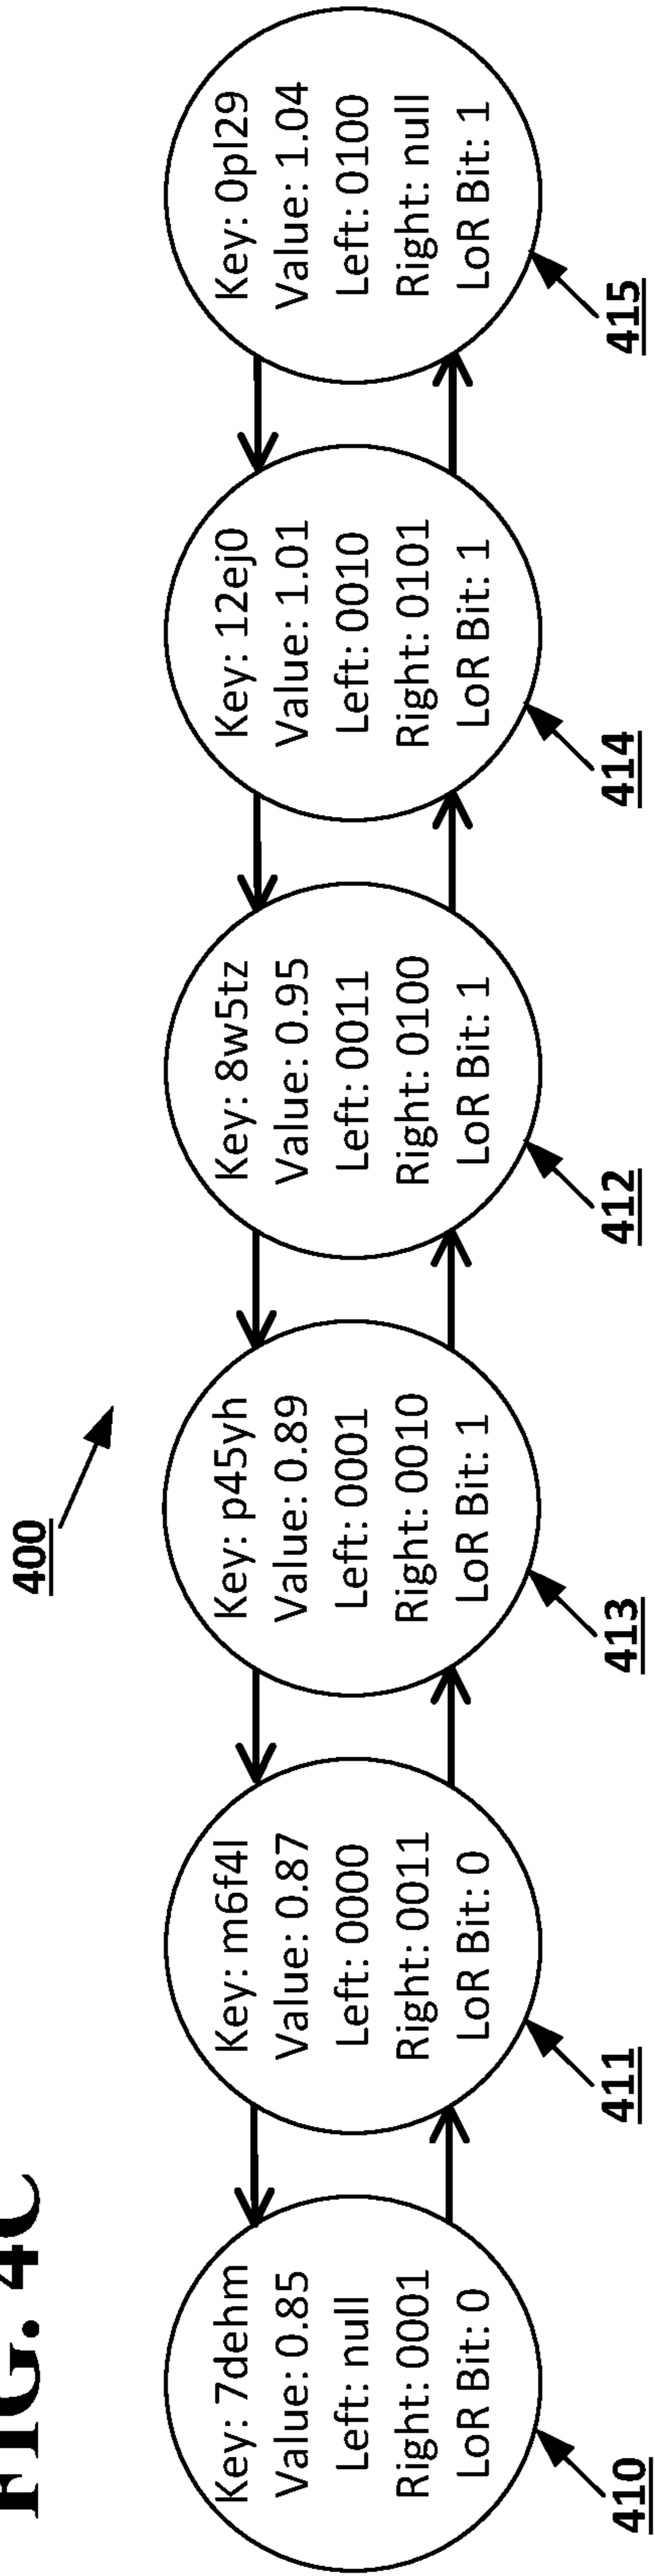 FIG. 4C
400
Key: 7dehm
Value: 0.85
Left: null
Right: 0001
LoR Bit: 0
410
Key: m6f4l
Value: 0.87
Left: 0000
Right: 0011
LoR Bit: 0
411
Key: p45yh
Value: 0.89
Left: 0001
Right: 0010
LoR Bit: 1
413
Key: 8w5tz
Value: 0.95
Left: 0011
Right: 0100
LoR Bit: 1
412
Key: 12ej0
Value: 1.01
Left: 0010
Right: 0101
LoR Bit: 1
414
Key: 0pl29
Value: 1.04
Left: 0100
Right: null
LoR Bit: 1
415